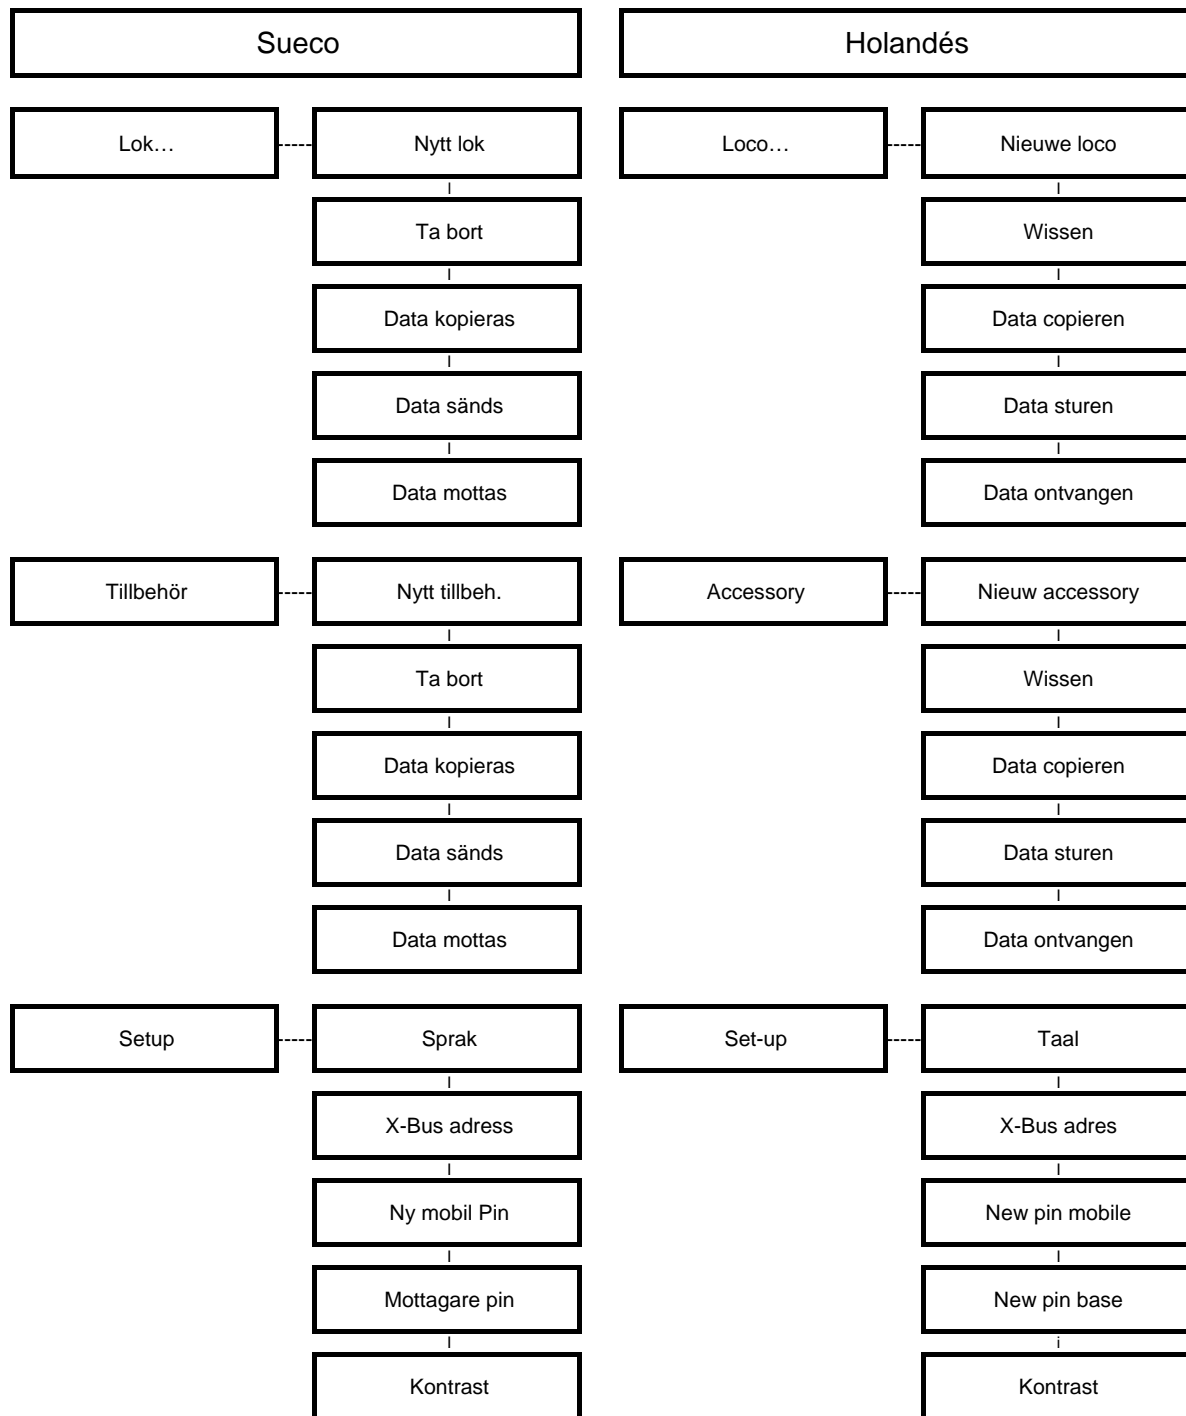 Sueco
Lok…
Nytt lok
Ta bort
Data kopieras
Data sänds
Data mottas
Tillbehör
Nytt tillbeh.
Ta bort
Data kopieras
Data sänds
Data mottas
Setup
Sprak
X-Bus adress
Ny mobil Pin
Mottagare pin
Kontrast
Holandés
Loco…
Nieuwe loco
Wissen
Data copieren
Data sturen
Data ontvangen
Accessory
Nieuw accessory
Wissen
Data copieren
Data sturen
Data ontvangen
Set-up
Taal
X-Bus adres
New pin mobile
New pin base
Kontrast